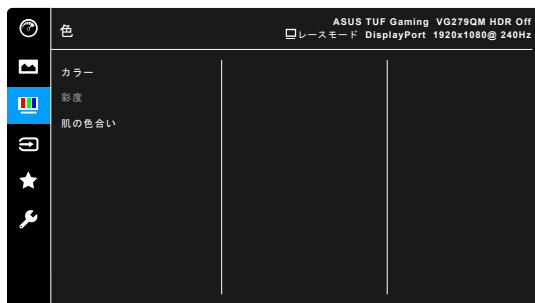 色
ASUS TUF Gaming VG279QM HDR Off
レースモード DisplayPort 1920x1080@ 240Hz
カラー
彩度
肌の色合い